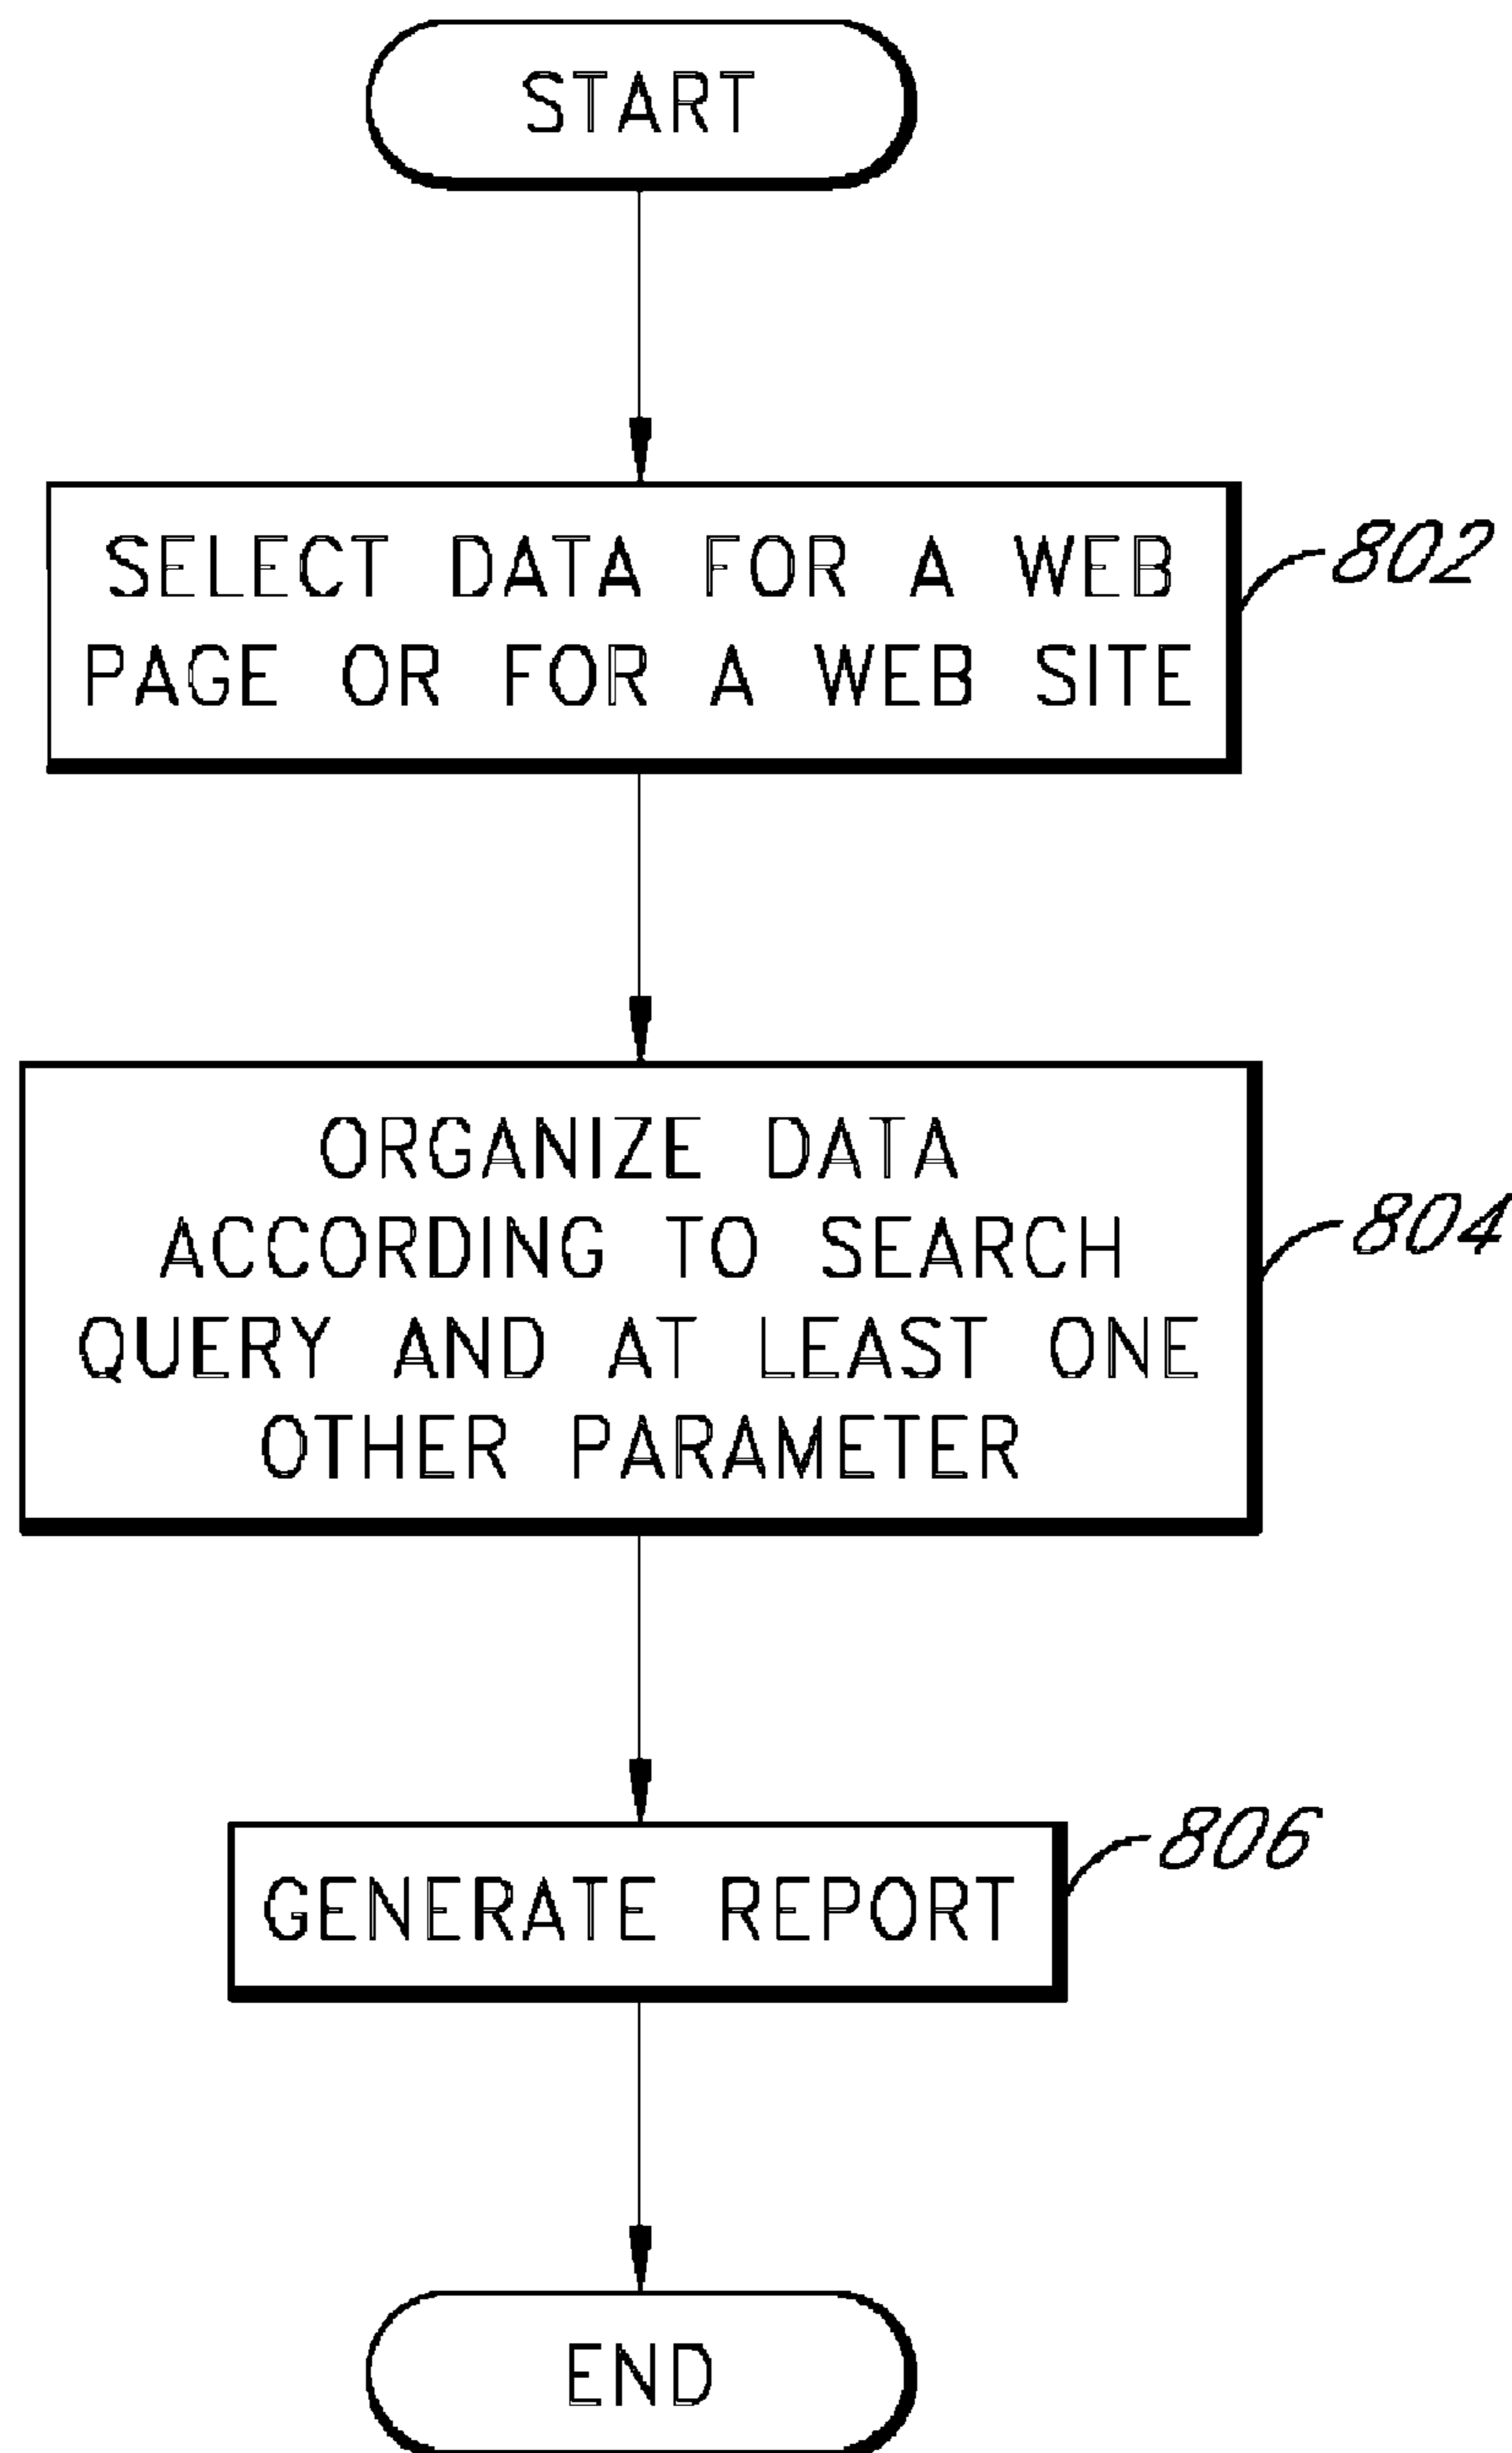 START
SELECT DATA FOR A WEB
802
PAGE OR FOR A WEB SITE
ORGANIZE DATA
ACCORDING TO SEARCH
804
QUERY AND AT LEAST ONE
OTHER PARAMETER
GENERATE REPORT
806
END